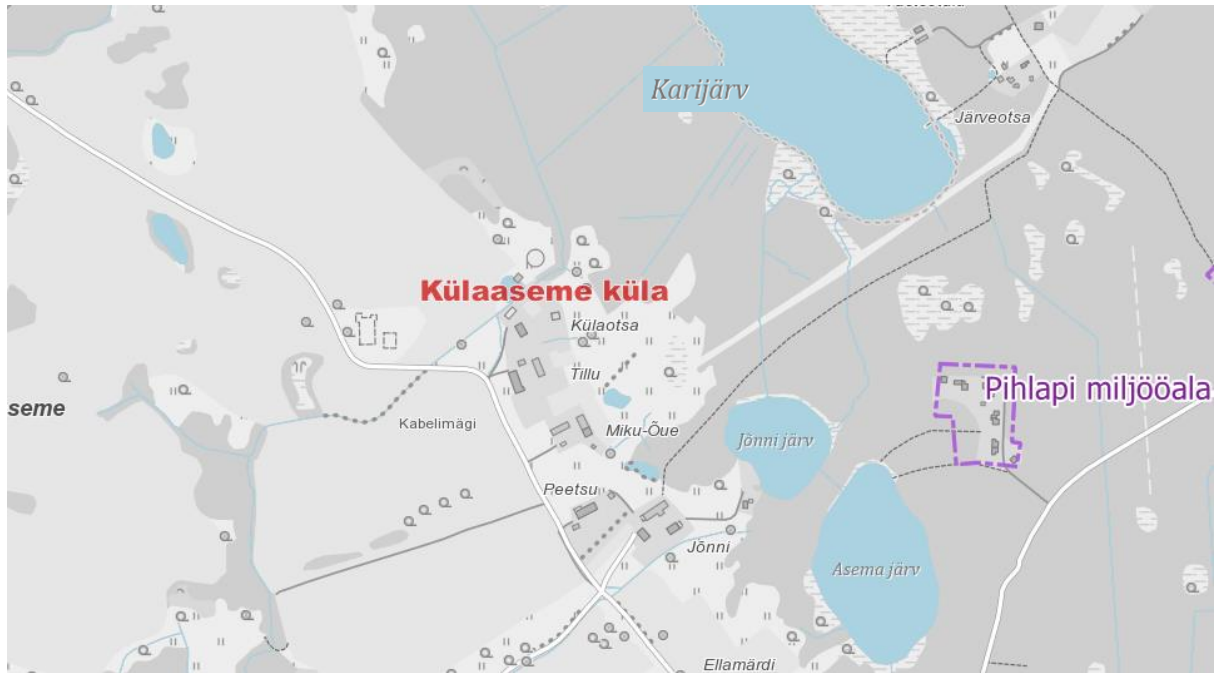 Karijärv
Järveotsa
Külaaseme küla
Külaotsa
Tillu
Pihlapi miljööala
seme
Kabelimägi
Miku-Õue
Jõnni järv
Peetsu
Jõnni
Asema järv
Ellamärdi